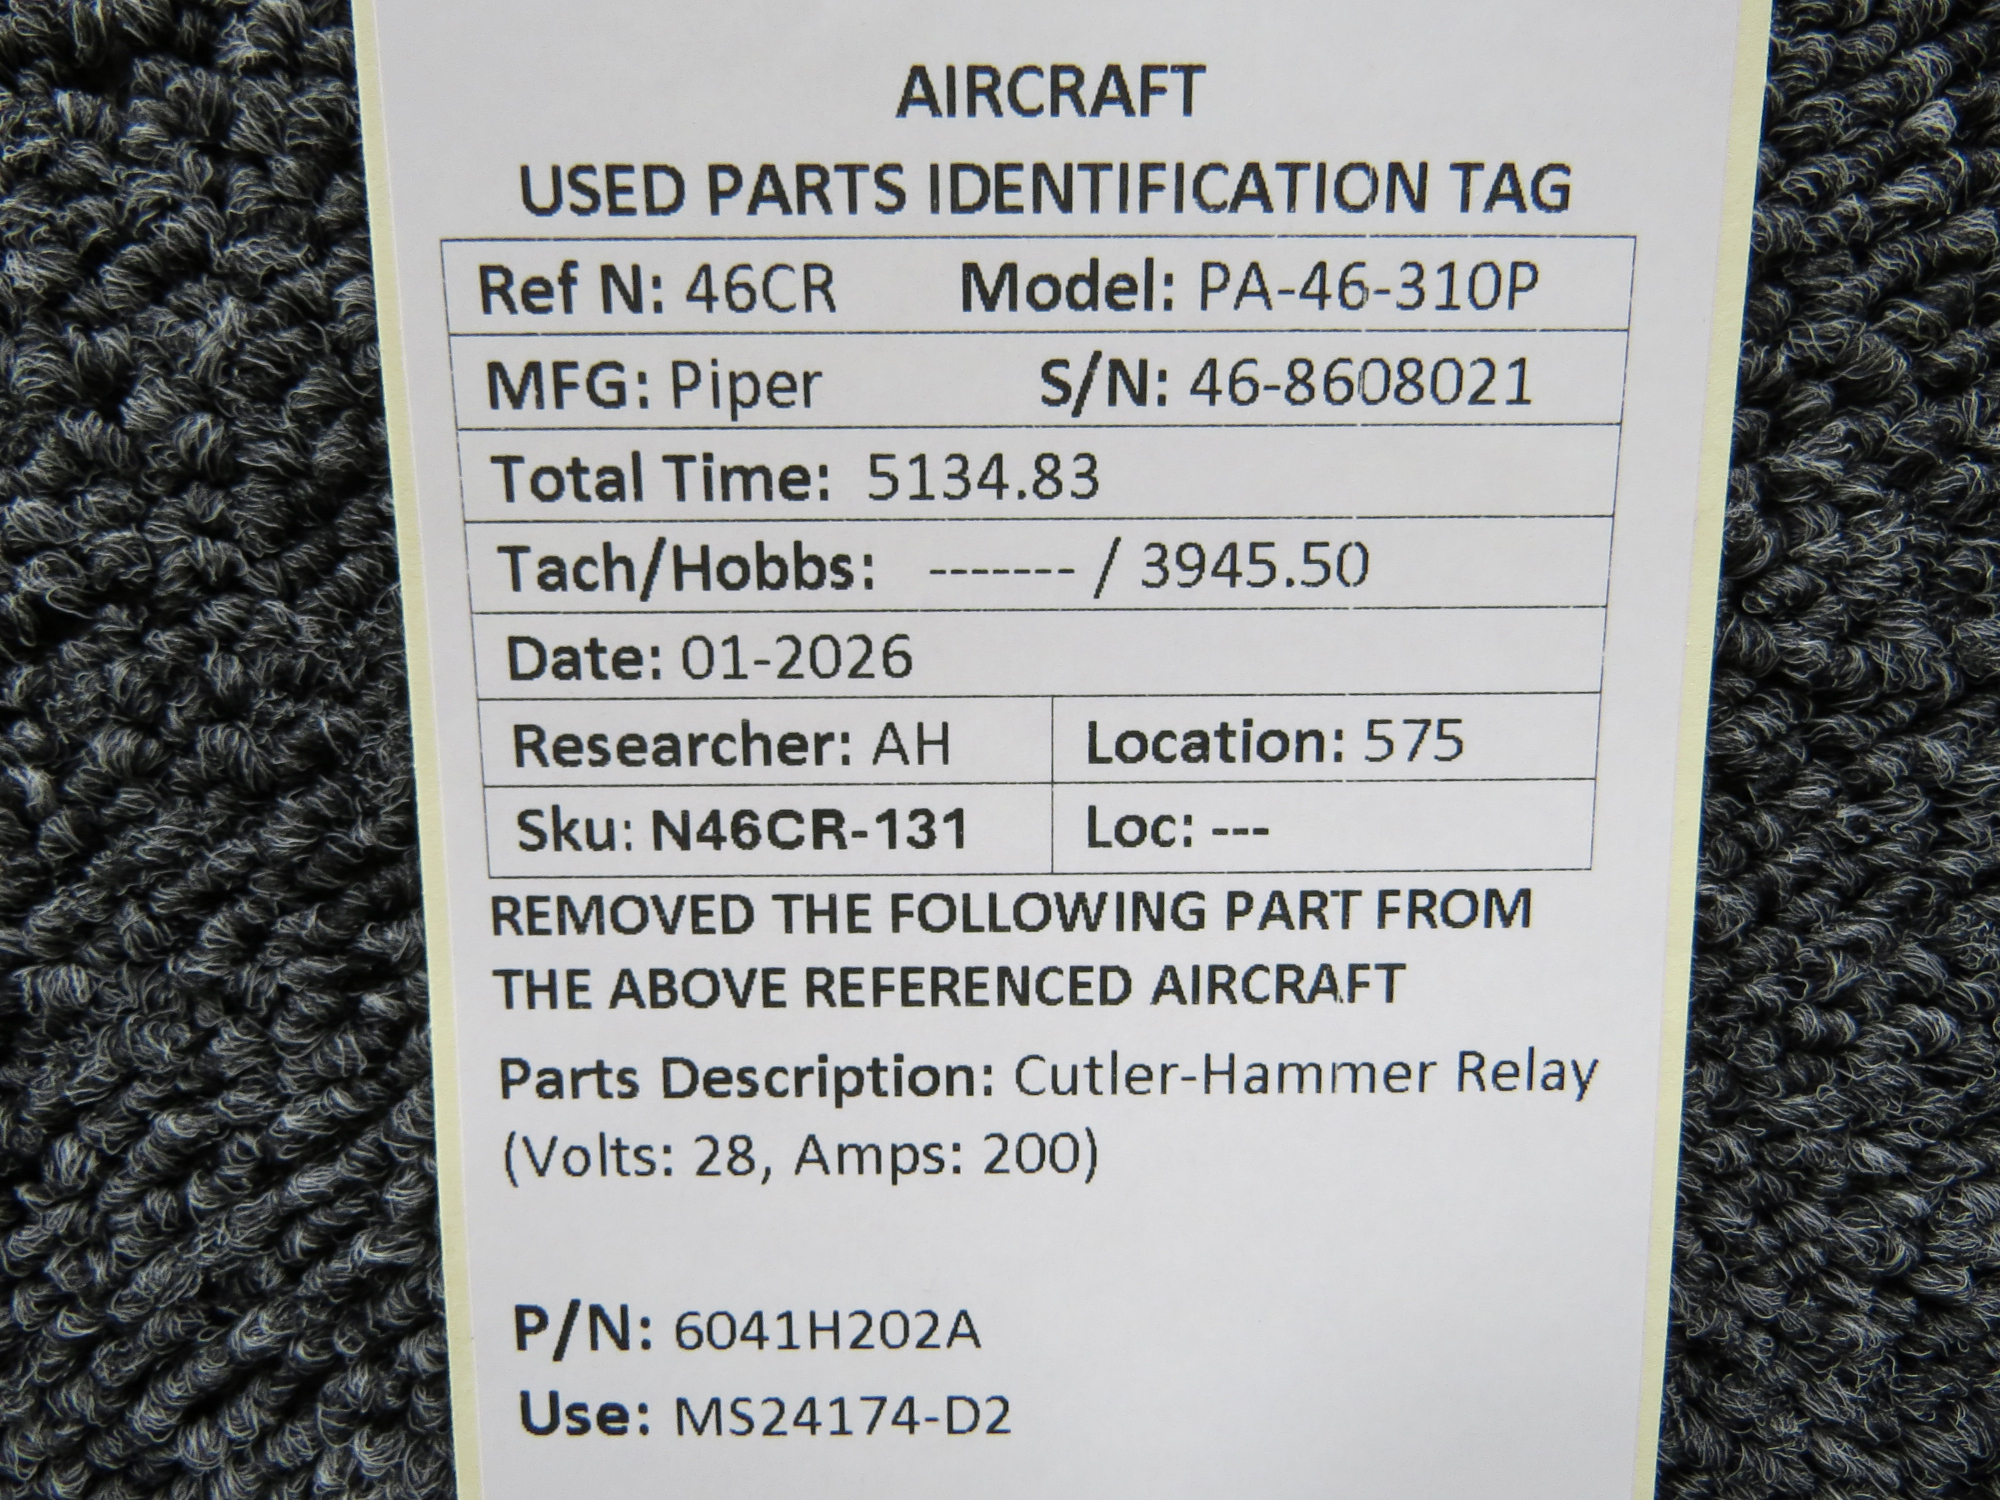 AIRCRAFT
USED PARTS IDENTIFICATION TAG
Ref N: 46CR Model: PA-46-310P
MFG: Piper S/N: 46-8608021
Total Time: 5134.83
Tach/Hobbs: ------- / 3945.50
Date: 01-2026
Researcher: AH Location: 575
Sku: N46CR-131 Loc: ---
REMOVED THE FOLLOWING PART FROM
THE ABOVE REFERENCED AIRCRAFT
Parts Description: Cutler-Hammer Relay
(Volts: 28, Amps: 200)
P/N: 6041H202A
Use: MS24174-D2